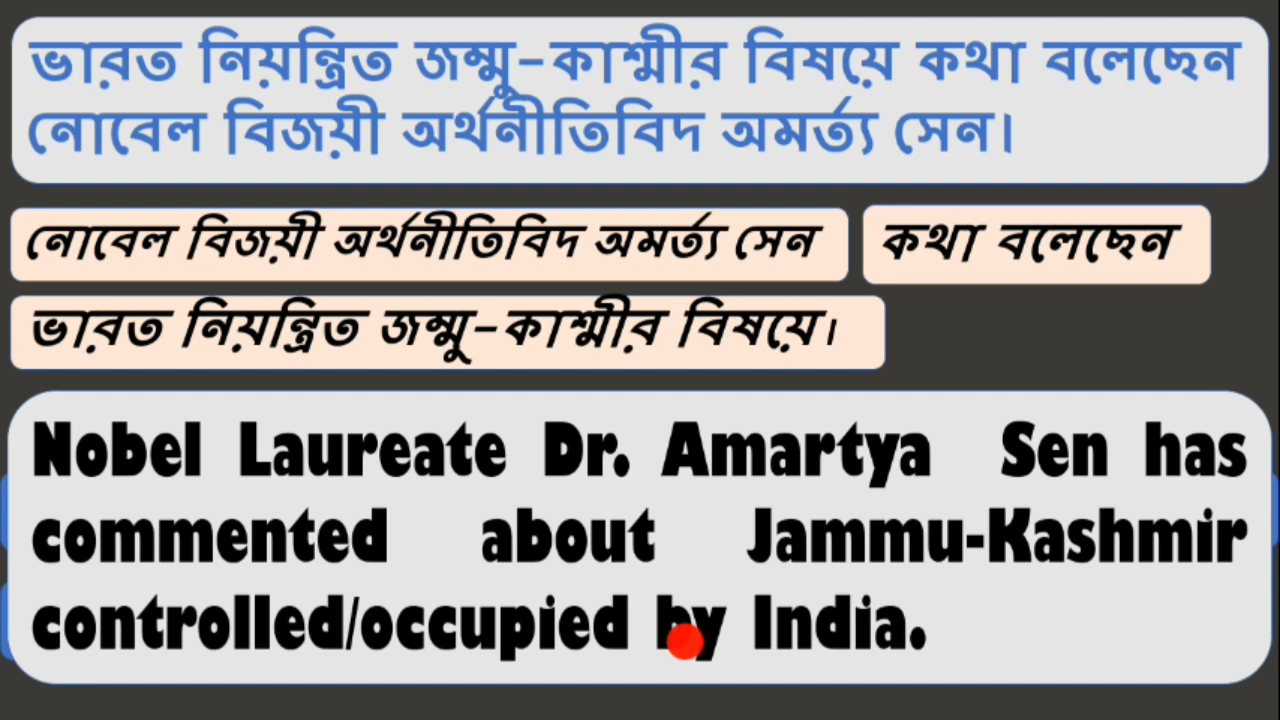 ভারত নিয়ন্ত্রিত জম্মু-কাশ্মীর বিষয়ে কথা বলেছেন
নোবেল বিজয়ী অর্থনীতিবিদ অমর্ত্য সেন।
নোবেল বিজয়ী অর্থনীতিবিদ অমর্ত্য সেন কথা বলেছেন
ভারত নিয়ন্ত্রিত জম্মু-কাশ্মীর বিষয়ে।
Nobel Laureate Dr. Amartya Sen has
commented about Jammu-Kashmir
controlled/occupied by India.